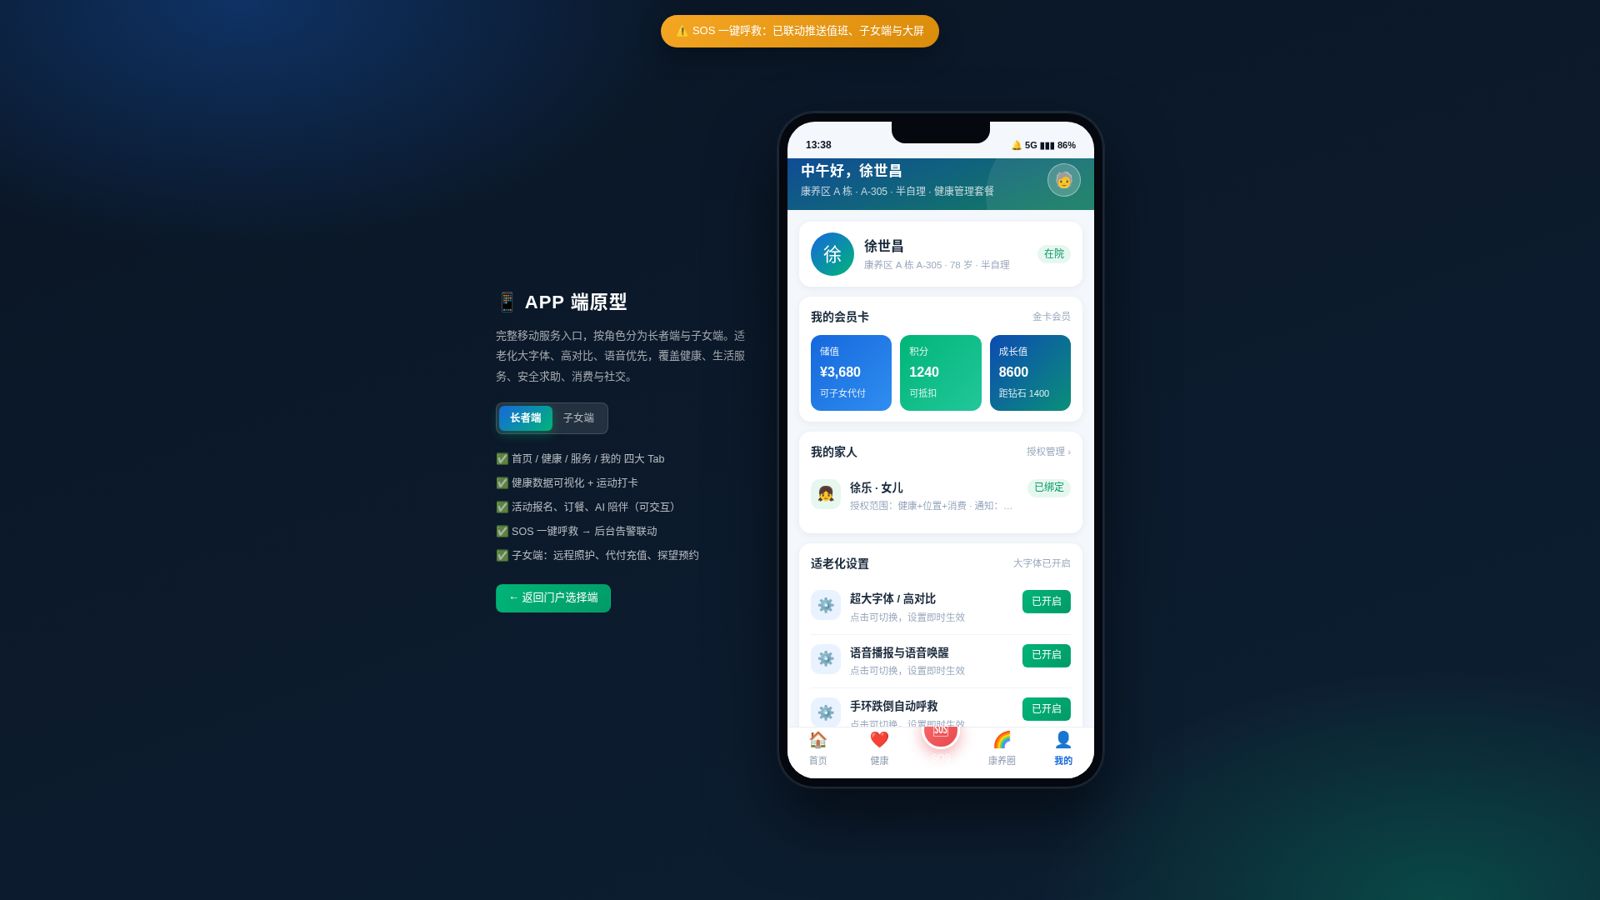 ⚠️ SOS 一键呼救：已联动推送值班、子女端与大屏
📱 APP 端原型
完整移动服务入口，按角色分为长者端与子女端。适
老化大字体、高对比、语音优先，覆盖健康、生活服
务、安全求助、消费与社交。
长者端 子女端
✅ 首页 / 健康 / 服务 / 我的 四大 Tab
✅ 健康数据可视化 + 运动打卡
✅ 活动报名、订餐、AI 陪伴（可交互）
✅ SOS 一键呼救 → 后台告警联动
✅ 子女端：远程照护、代付充值、探望预约
← 返回门户选择端
13:38 🔔 5G ▮▮▮ 86%
中午好，徐世昌
康养区 A 栋 · A-305 · 半自理 · 健康管理套餐
徐
徐世昌
康养区 A 栋 A-305 · 78 岁 · 半自理
在院
我的会员卡 金卡会员
储值
¥3,680
可子女代付
积分
1240
可抵扣
成长值
8600
距钻石 1400
我的家人 授权管理 ›
徐乐 · 女儿
授权范围：健康+位置+消费 · 通知：…
已绑定
适老化设置 大字体已开启
超大字体 / 高对比
点击可切换，设置即时生效
已开启
语音播报与语音唤醒
点击可切换，设置即时生效
已开启
手环跌倒自动呼救
点击可切换，设置即时生效
已开启
SOS
首页 健康 康养圈 我的